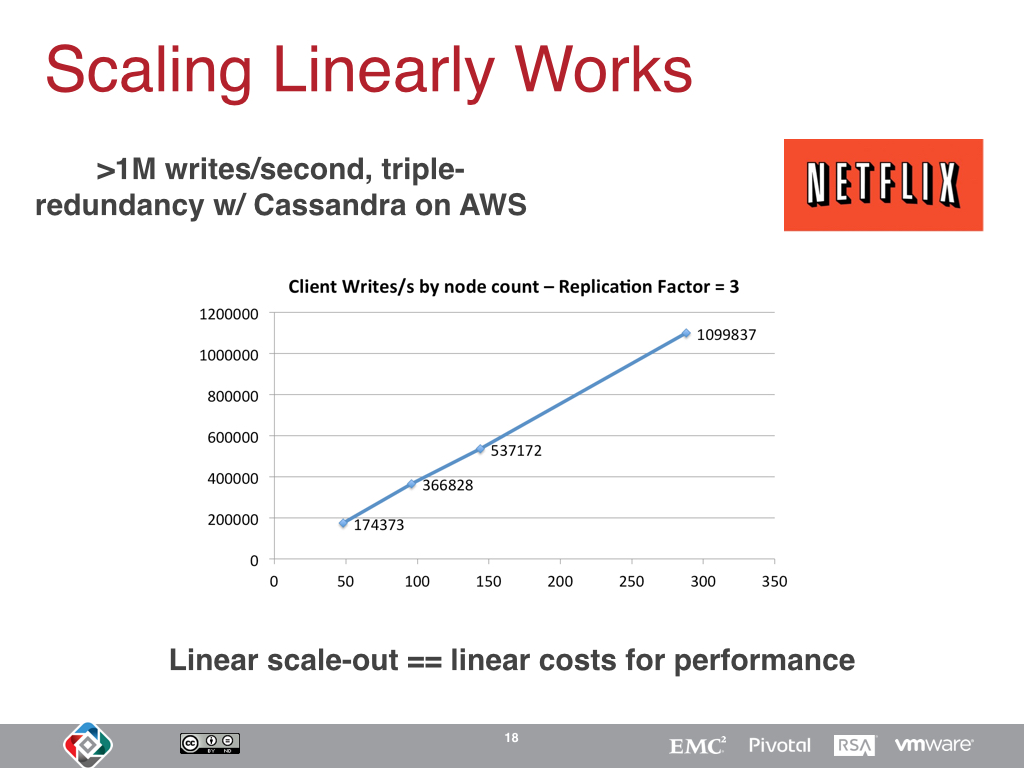 Scaling Linearly Works
>1M writes/second, triple-
redundancy w/ Cassandra on AWS
NETFLIX
Client Writes/s by node count – Replication Factor = 3
1200000
1000000
800000
600000
400000
200000
0
1099837
537172
366828
174373
0 50 100 150 200 250 300 350
Linear scale-out == linear costs for performance
cc BY ND
18
EMC²
Pivotal
RSA
vmware